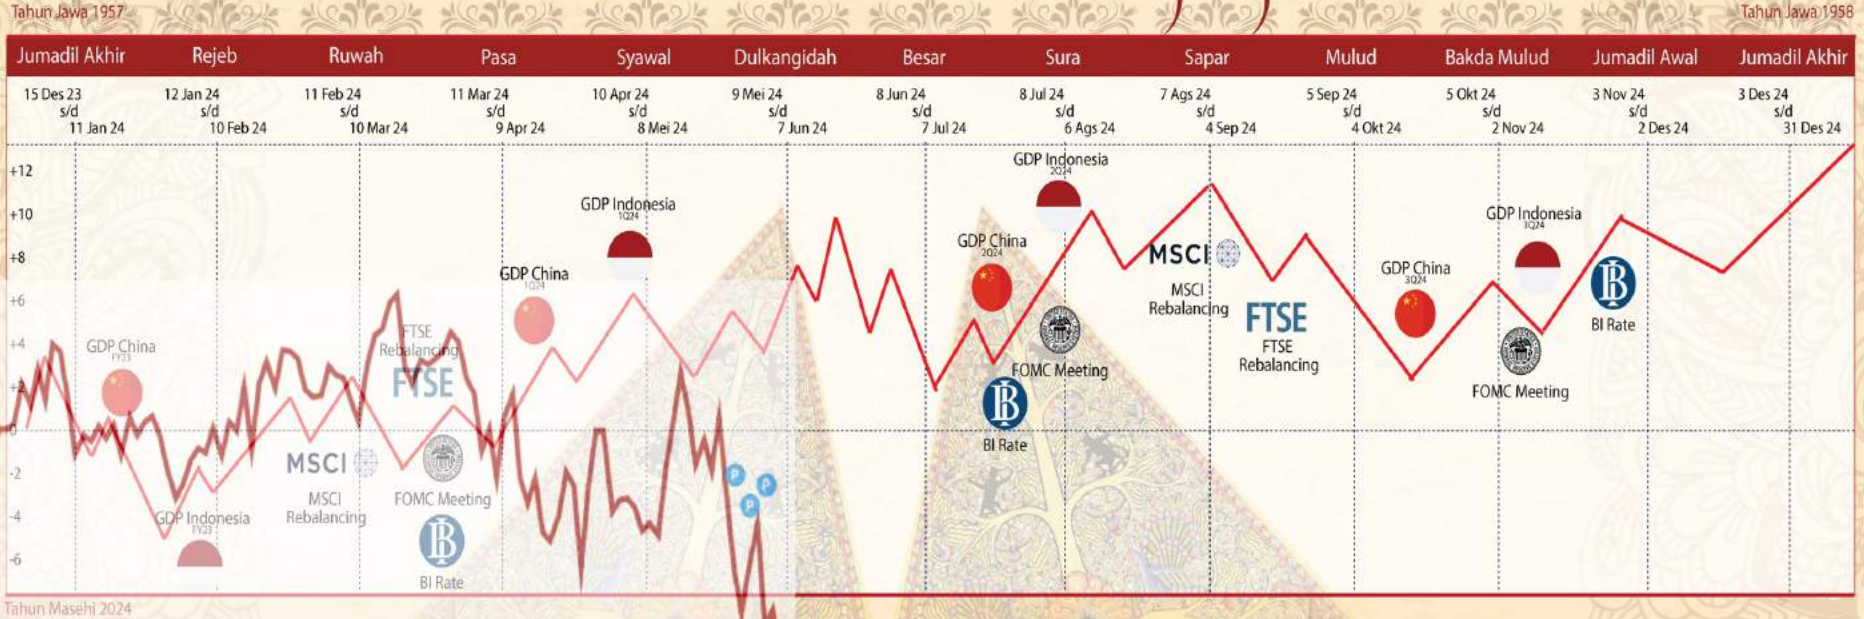 Tahun Jawa 1957
Tahun Jawa 1958
Jumadil Akhir
Rejeb
Ruwah
Pasa
Syawal
Dulkangidah
Besar
Sura
Sapar
Mulud
Bakda Mulud
Jumadil Awal
Jumadil Akhir
15 Des 23
s/d
11 Jan 24
12 Jan 24
s/d
10 Feb 24
11 Feb 24
s/d
10 Mar 24
11 Mar 24
s/d
9 Apr 24
10 Apr 24
s/d
8 Mei 24
9 Mei 24
s/d
7 Jun 24
8 Jun 24
s/d
7 Jul 24
8 Jul 24
s/d
6 Ags 24
7 Ags 24
s/d
4 Sep 24
5 Sep 24
s/d
4 Okt 24
5 Okt 24
s/d
2 Nov 24
3 Nov 24
s/d
2 Des 24
3 Des 24
s/d
31 Des 24
+12
+10
+8
+6
+4
+2
0
-2
-4
-6
GDP China
FY23
GDP Indonesia
FY23
MSCI
MSCI
Rebalancing
FTSE
Rebalancing
FTSE
FOMC Meeting
BI Rate
GDP China
1Q24
GDP Indonesia
1Q24
P
P
P
GDP China
2Q24
BI Rate
GDP Indonesia
2Q24
FOMC Meeting
MSCI
MSCI
Rebalancing
FTSE
FTSE
Rebalancing
GDP China
3Q24
GDP Indonesia
3Q24
FOMC Meeting
BI Rate
Tahun Masehi 2024